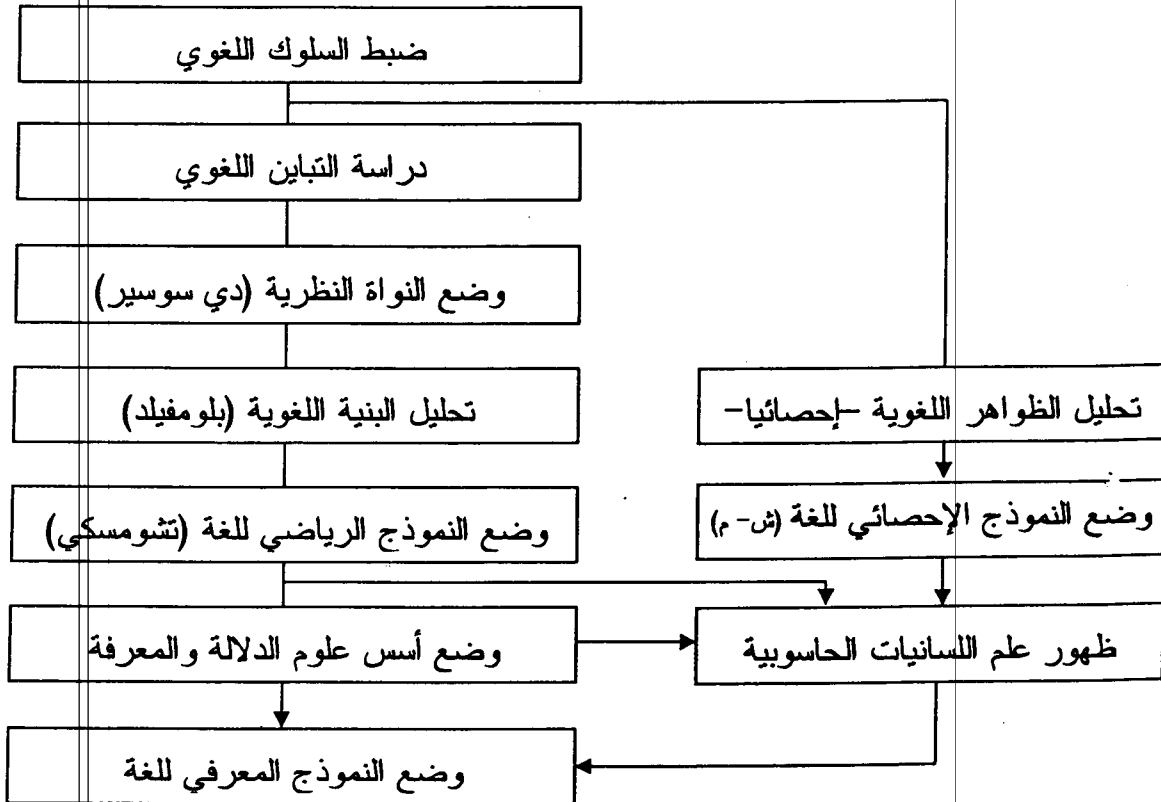 ضبط السلوك اللغوي
دراسة التباين اللغوي
وضع النواة النظرية (دي سوسير)
تحليل البنية اللغوية (بلومفيلد)
تحليل الظواهر اللغوية -إحصائيا-
وضع النموذج الرياضي للغة (تشومسكي)
وضع النموذج الإحصائي للغة (ش- م)
وضع أسس علوم الدلالة والمعرفة
ظهور علم اللسانيات الحاسوبية
وضع النموذج المعرفي للغة